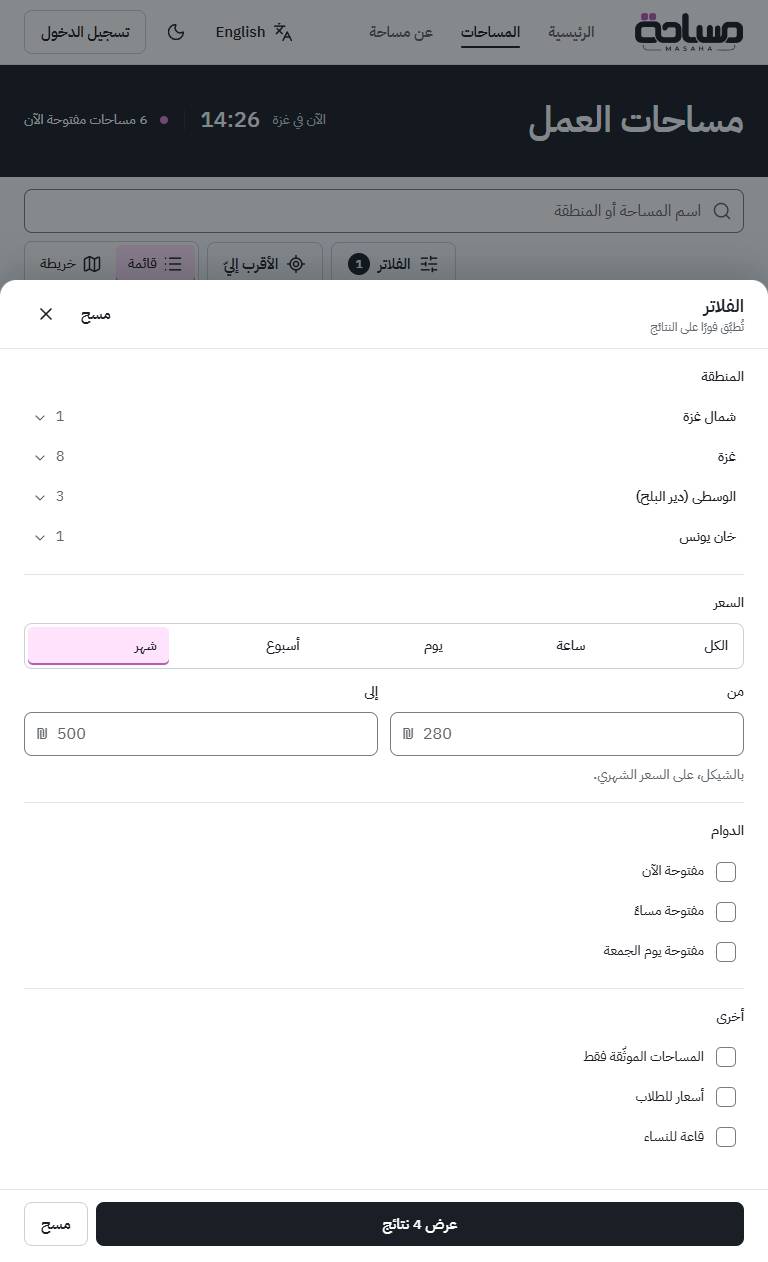 مساحة
MASAHA
الرئيسية
المساحات
عن مساحة
English
تسجيل الدخول
مساحات العمل
الآن في غزة
14:26
6 مساحات مفتوحة الآن
اسم المساحة أو المنطقة
الفلاتر 1
الأقرب إليّ
قائمة
خريطة
الفلاتر
تُطبَّق فورًا على النتائج
مسح
المنطقة
شمال غزة 1
غزة 8
الوسطى (دير البلح) 3
خان يونس 1
السعر
الكل
ساعة
يوم
أسبوع
شهر
من
إلى
280 ₪
500 ₪
بالشيكل، على السعر الشهري.
الدوام
مفتوحة الآن
مفتوحة مساءً
مفتوحة يوم الجمعة
أخرى
المساحات الموثّقة فقط
أسعار للطلاب
قاعة للنساء
عرض 4 نتائج
مسح